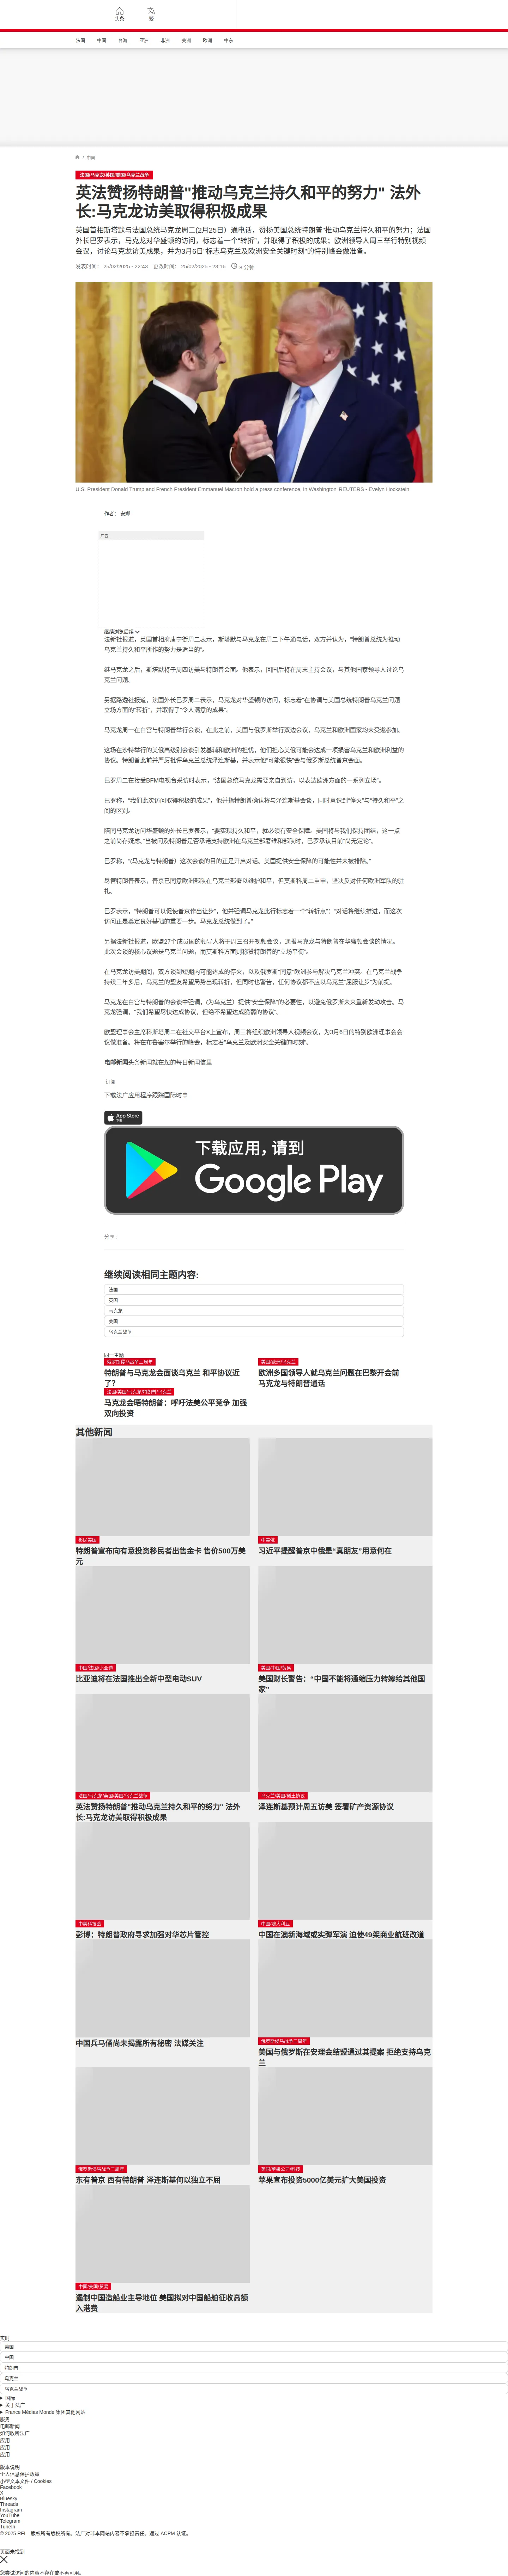 头条
繁
法国
中国
台海
亚洲
非洲
美洲
欧洲
中东
/ 法国
法国/马克龙/英国/美国/乌克兰战争
英法赞扬特朗普"推动乌克兰持久和平的努力" 法外
长:马克龙访美取得积极成果
英国首相斯塔默与法国总统马克龙周二(2月25日）通电话，赞扬美国总统特朗普“推动乌克兰持久和平的努力；法国
外长巴罗表示，马克龙对华盛顿的访问，标志着一个“转折”，并取得了积极的成果；欧洲领导人周三举行特别视频
会议，讨论马克龙访美成果，并为3月6日“标志乌克兰及欧洲安全关键时刻”的特别峰会做准备。
发表时间： 25/02/2025 - 22:43 更改时间： 25/02/2025 - 23:16 8 分钟
U.S. President Donald Trump and French President Emmanuel Macron hold a press conference, in Washington REUTERS - Evelyn Hockstein
作者： 安娜
广告
继续浏览后续
法新社报道，英国首相府唐宁街周二表示，斯塔默与马克龙在周二下午通电话，双方并认为，“特朗普总统为推动
乌克兰持久和平所作的努力是适当的”。
继马克龙之后，斯塔默将于周四访美与特朗普会面。他表示，回国后将在周末主持会议，与其他国家领导人讨论乌
克兰问题。
另据路透社报道，法国外长巴罗周二表示，马克龙对华盛顿的访问，标志着“在协调与美国总统特朗普乌克兰问题
立场方面的“转折”，并取得了“令人满意的成果”。
马克龙周一在白宫与特朗普举行会谈，在此之前，美国与俄罗斯举行双边会议，乌克兰和欧洲国家均未受邀参加。
这场在沙特举行的美俄高级别会谈引发基辅和欧洲的担忧，他们担心美俄可能会达成一项损害乌克兰和欧洲利益的
协议。特朗普此前并严厉批评乌克兰总统泽连斯基，并表示他“可能很快”会与俄罗斯总统普京会面。
巴罗周二在接受BFM电视台采访时表示，“法国总统马克龙需要亲自到访，以表达欧洲方面的一系列立场”。
巴罗称，“我们此次访问取得积极的成果”，他并指特朗普确认将与泽连斯基会谈，同时意识到“停火”与“持久和平”之
间的区别。
陪同马克龙访问华盛顿的外长巴罗表示，“要实现持久和平，就必须有安全保障。美国将与我们保持团结，这一点
之前尚存疑虑。”当被问及特朗普是否承诺支持欧洲在乌克兰部署维和部队时，巴罗承认目前“尚无定论”。
巴罗称，“(马克龙与特朗普）这次会谈的目的正是开启对话。美国提供安全保障的可能性并未被排除。”
尽管特朗普表示，普京已同意欧洲部队在乌克兰部署以维护和平，但莫斯科周二重申，坚决反对任何欧洲军队的驻
扎。
巴罗表示，“特朗普可以促使普京作出让步”，他并强调马克龙此行标志着一个“转折点”：“对话将继续推进，而这次
访问正是奠定良好基础的重要一步。马克龙总统做到了。”
另据法新社报道，欧盟27个成员国的领导人将于周三召开视频会议，通报马克龙与特朗普在华盛顿会谈的情况。
此次会谈的核心议题是乌克兰问题，而莫斯科方面则称赞特朗普的“立场平衡”。
在马克龙访美期间，双方谈到短期内可能达成的停火，以及俄罗斯“同意”欧洲参与解决乌克兰冲突。在乌克兰战争
持续三年多后，乌克兰的盟友希望局势出现转折，但同时也警告，任何协议都不应以乌克兰“屈服让步”为前提。
马克龙在白宫与特朗普的会谈中强调，(为乌克兰）提供“安全保障”的必要性，以避免俄罗斯未来重新发动攻击。马
克龙强调，“我们希望尽快达成协议，但绝不希望达成脆弱的协议”。
欧盟理事会主席科斯塔周二在社交平台X上宣布，周三将组织欧洲领导人视频会议，为3月6日的特别欧洲理事会会
议做准备。将在布鲁塞尔举行的峰会，标志着“乌克兰及欧洲安全关键的时刻”。
电邮新闻头条新闻就在您的每日新闻信里
订阅
下载法广应用程序跟踪国际时事
App Store
下载
下载应用，请到
Google Play
分享 :
继续阅读相同主题内容:
法国
英国
马克龙
美国
乌克兰战争
同一主题
俄罗斯侵乌战争三周年
特朗普与马克龙会面谈乌克兰 和平协议近
了？
美国/欧洲/乌克兰
欧洲多国领导人就乌克兰问题在巴黎开会前
马克龙与特朗普通话
法国/美国/马克龙/特朗普/乌克兰
马克龙会晤特朗普：呼吁法美公平竞争 加强
双向投资
其他新闻
移民美国
特朗普宣布向有意投资移民者出售金卡 售价500万美
元
中美俄
习近平提醒普京中俄是“真朋友”用意何在
中国/法国/比亚迪
比亚迪将在法国推出全新中型电动SUV
美国/中国/贸易
美国财长警告：“中国不能将通缩压力转嫁给其他国
家”
法国/马克龙/英国/美国/乌克兰战争
英法赞扬特朗普"推动乌克兰持久和平的努力" 法外
长:马克龙访美取得积极成果
乌克兰/美国/稀土协议
泽连斯基预计周五访美 签署矿产资源协议
中美科技战
彭博：特朗普政府寻求加强对华芯片管控
中国/澳大利亚
中国在澳新海域或实弹军演 迫使49架商业航班改道
中国兵马俑尚未揭露所有秘密 法媒关注
俄罗斯侵乌战争三周年
美国与俄罗斯在安理会结盟通过其提案 拒绝支持乌克
兰
俄罗斯侵乌战争三周年
东有普京 西有特朗普 泽连斯基何以独立不屈
美国/苹果公司/科技
苹果宣布投资5000亿美元扩大美国投资
中国/美国/贸易
遏制中国造船业主导地位 美国拟对中国船舶征收高额
入港费
实时
美国
中国
特朗普
乌克兰
乌克兰战争
国际
关于法广
France Médias Monde 集团其他网站
服务
电邮新闻
如何收听法广
应用
应用
应用
版本说明
个人信息保护政策
小型文本文件 / Cookies
Facebook
X
Bluesky
Threads
Instagram
YouTube
Telegram
TuneIn
© 2025 RFI – 版权所有版权所有。法广对非本网站内容不承担责任。通过 ACPM 认证。
页面未找到
您尝试访问的内容不存在或不再可用。